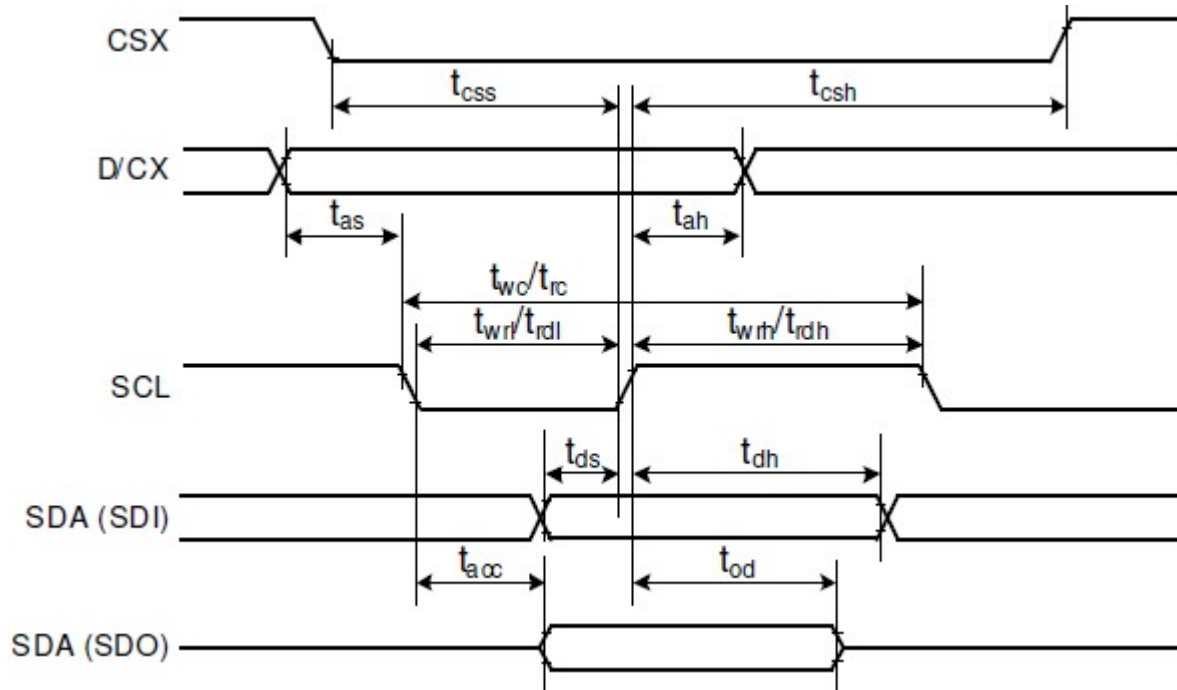 CSX
tcss
tcsh
D/CX
tas
tah
twc/trc
twrl/trdl
twrh/trdh
SCL
tds
tdh
SDA (SDI)
tacc
tod
SDA (SDO)